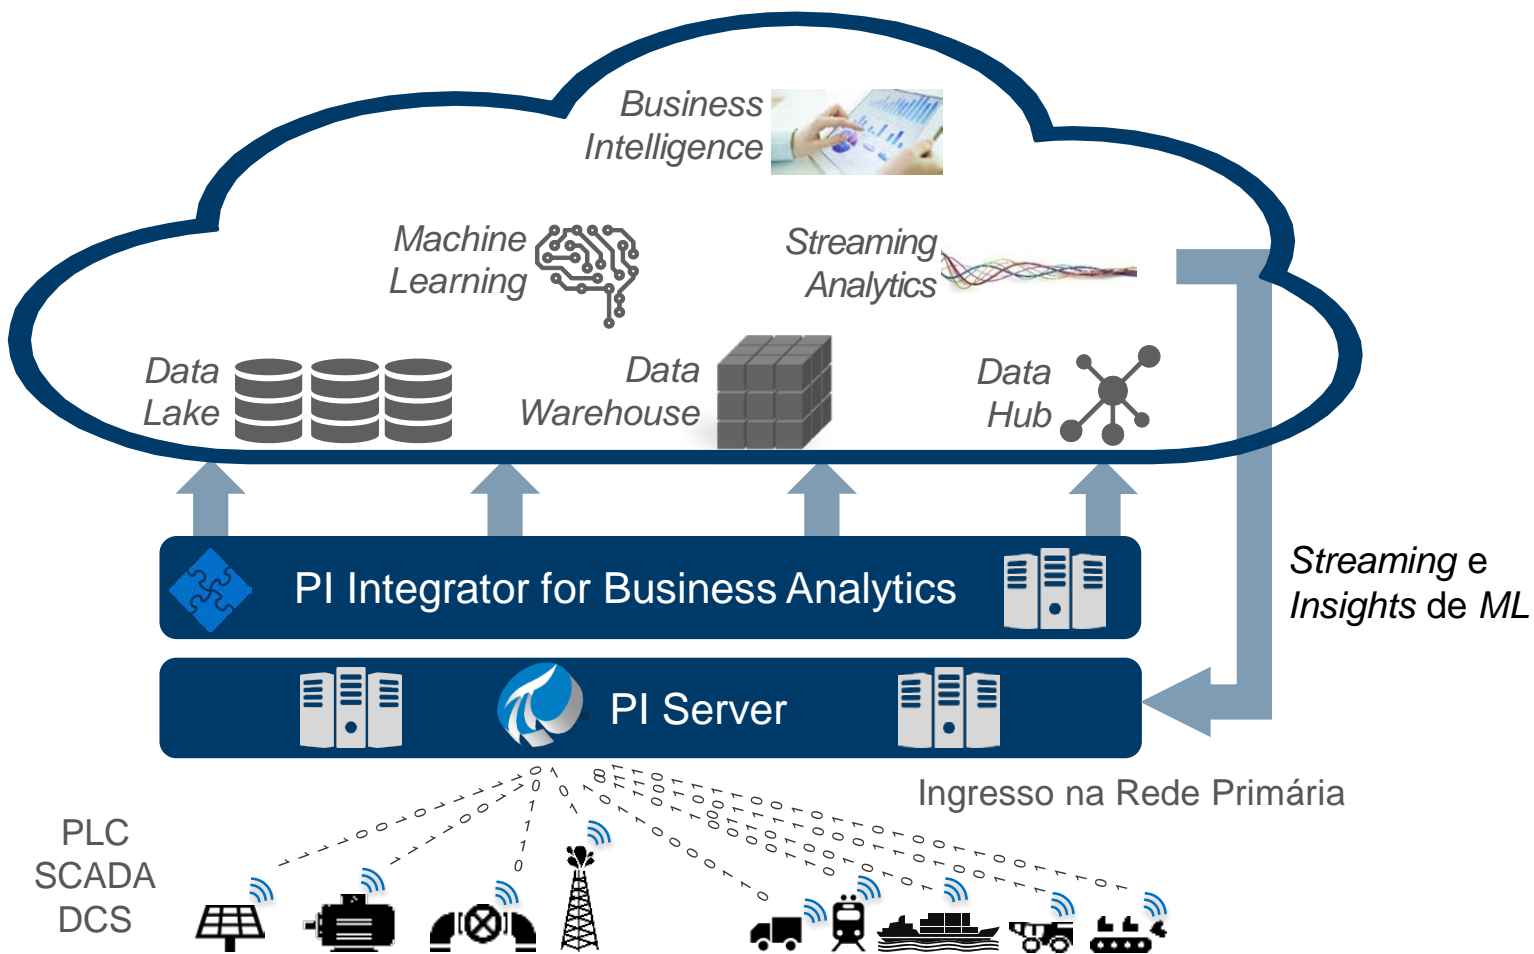 Business
Intelligence
Machine
Learning
Streaming
Analytics
Data
Lake
Data
Warehouse
Data
Hub
PI Integrator for Business Analytics
Streaming e
Insights de ML
PI Server
Ingresso na Rede Primária
PLC
SCADA
DCS